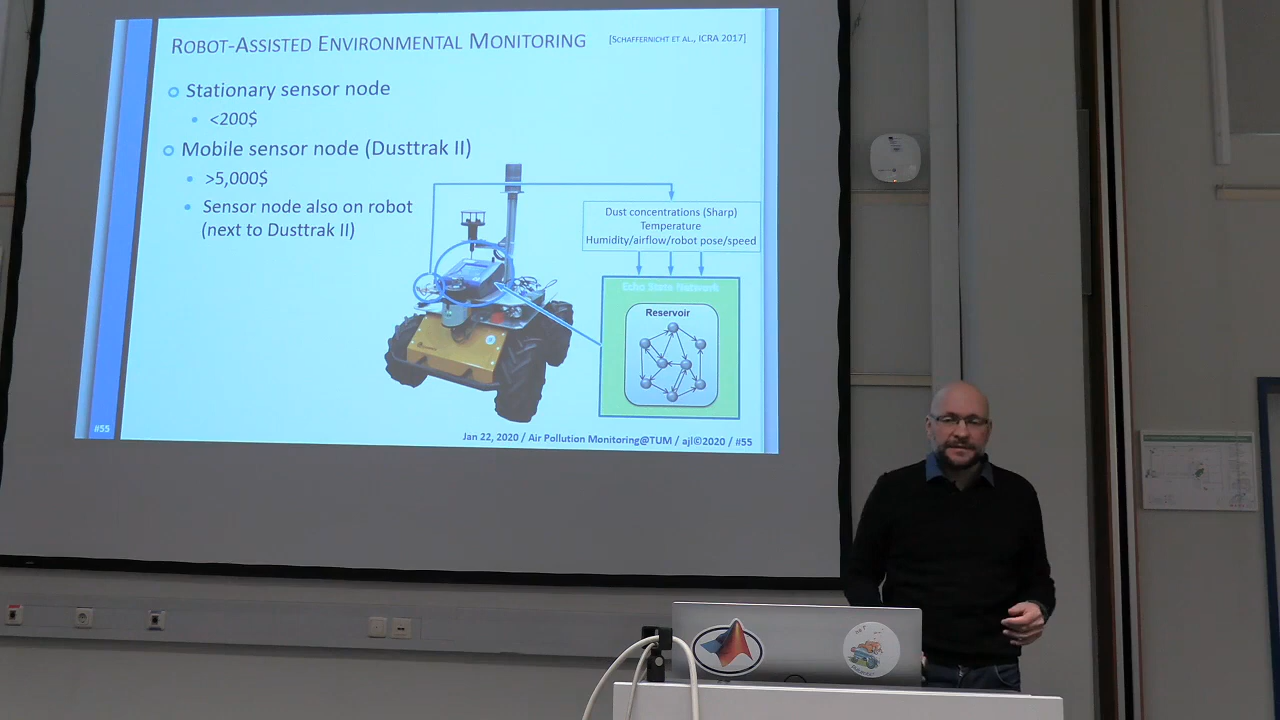 ROBOT-ASSISTED ENVIRONMENTAL MONITORING [SCHAFFERNICHT ET AL., ICRA 2017]
Stationary sensor node
<200$
Mobile sensor node (Dusttrak II)
>5,000$
Sensor node also on robot
(next to Dusttrak II)
Dust concentrations (Sharp)
Temperature
Humidity/airflow/robot pose/speed
Echo State Network
Reservoir
#55
Jan 22, 2020 / Air Pollution Monitoring@TUM / ajl©2020 / #55